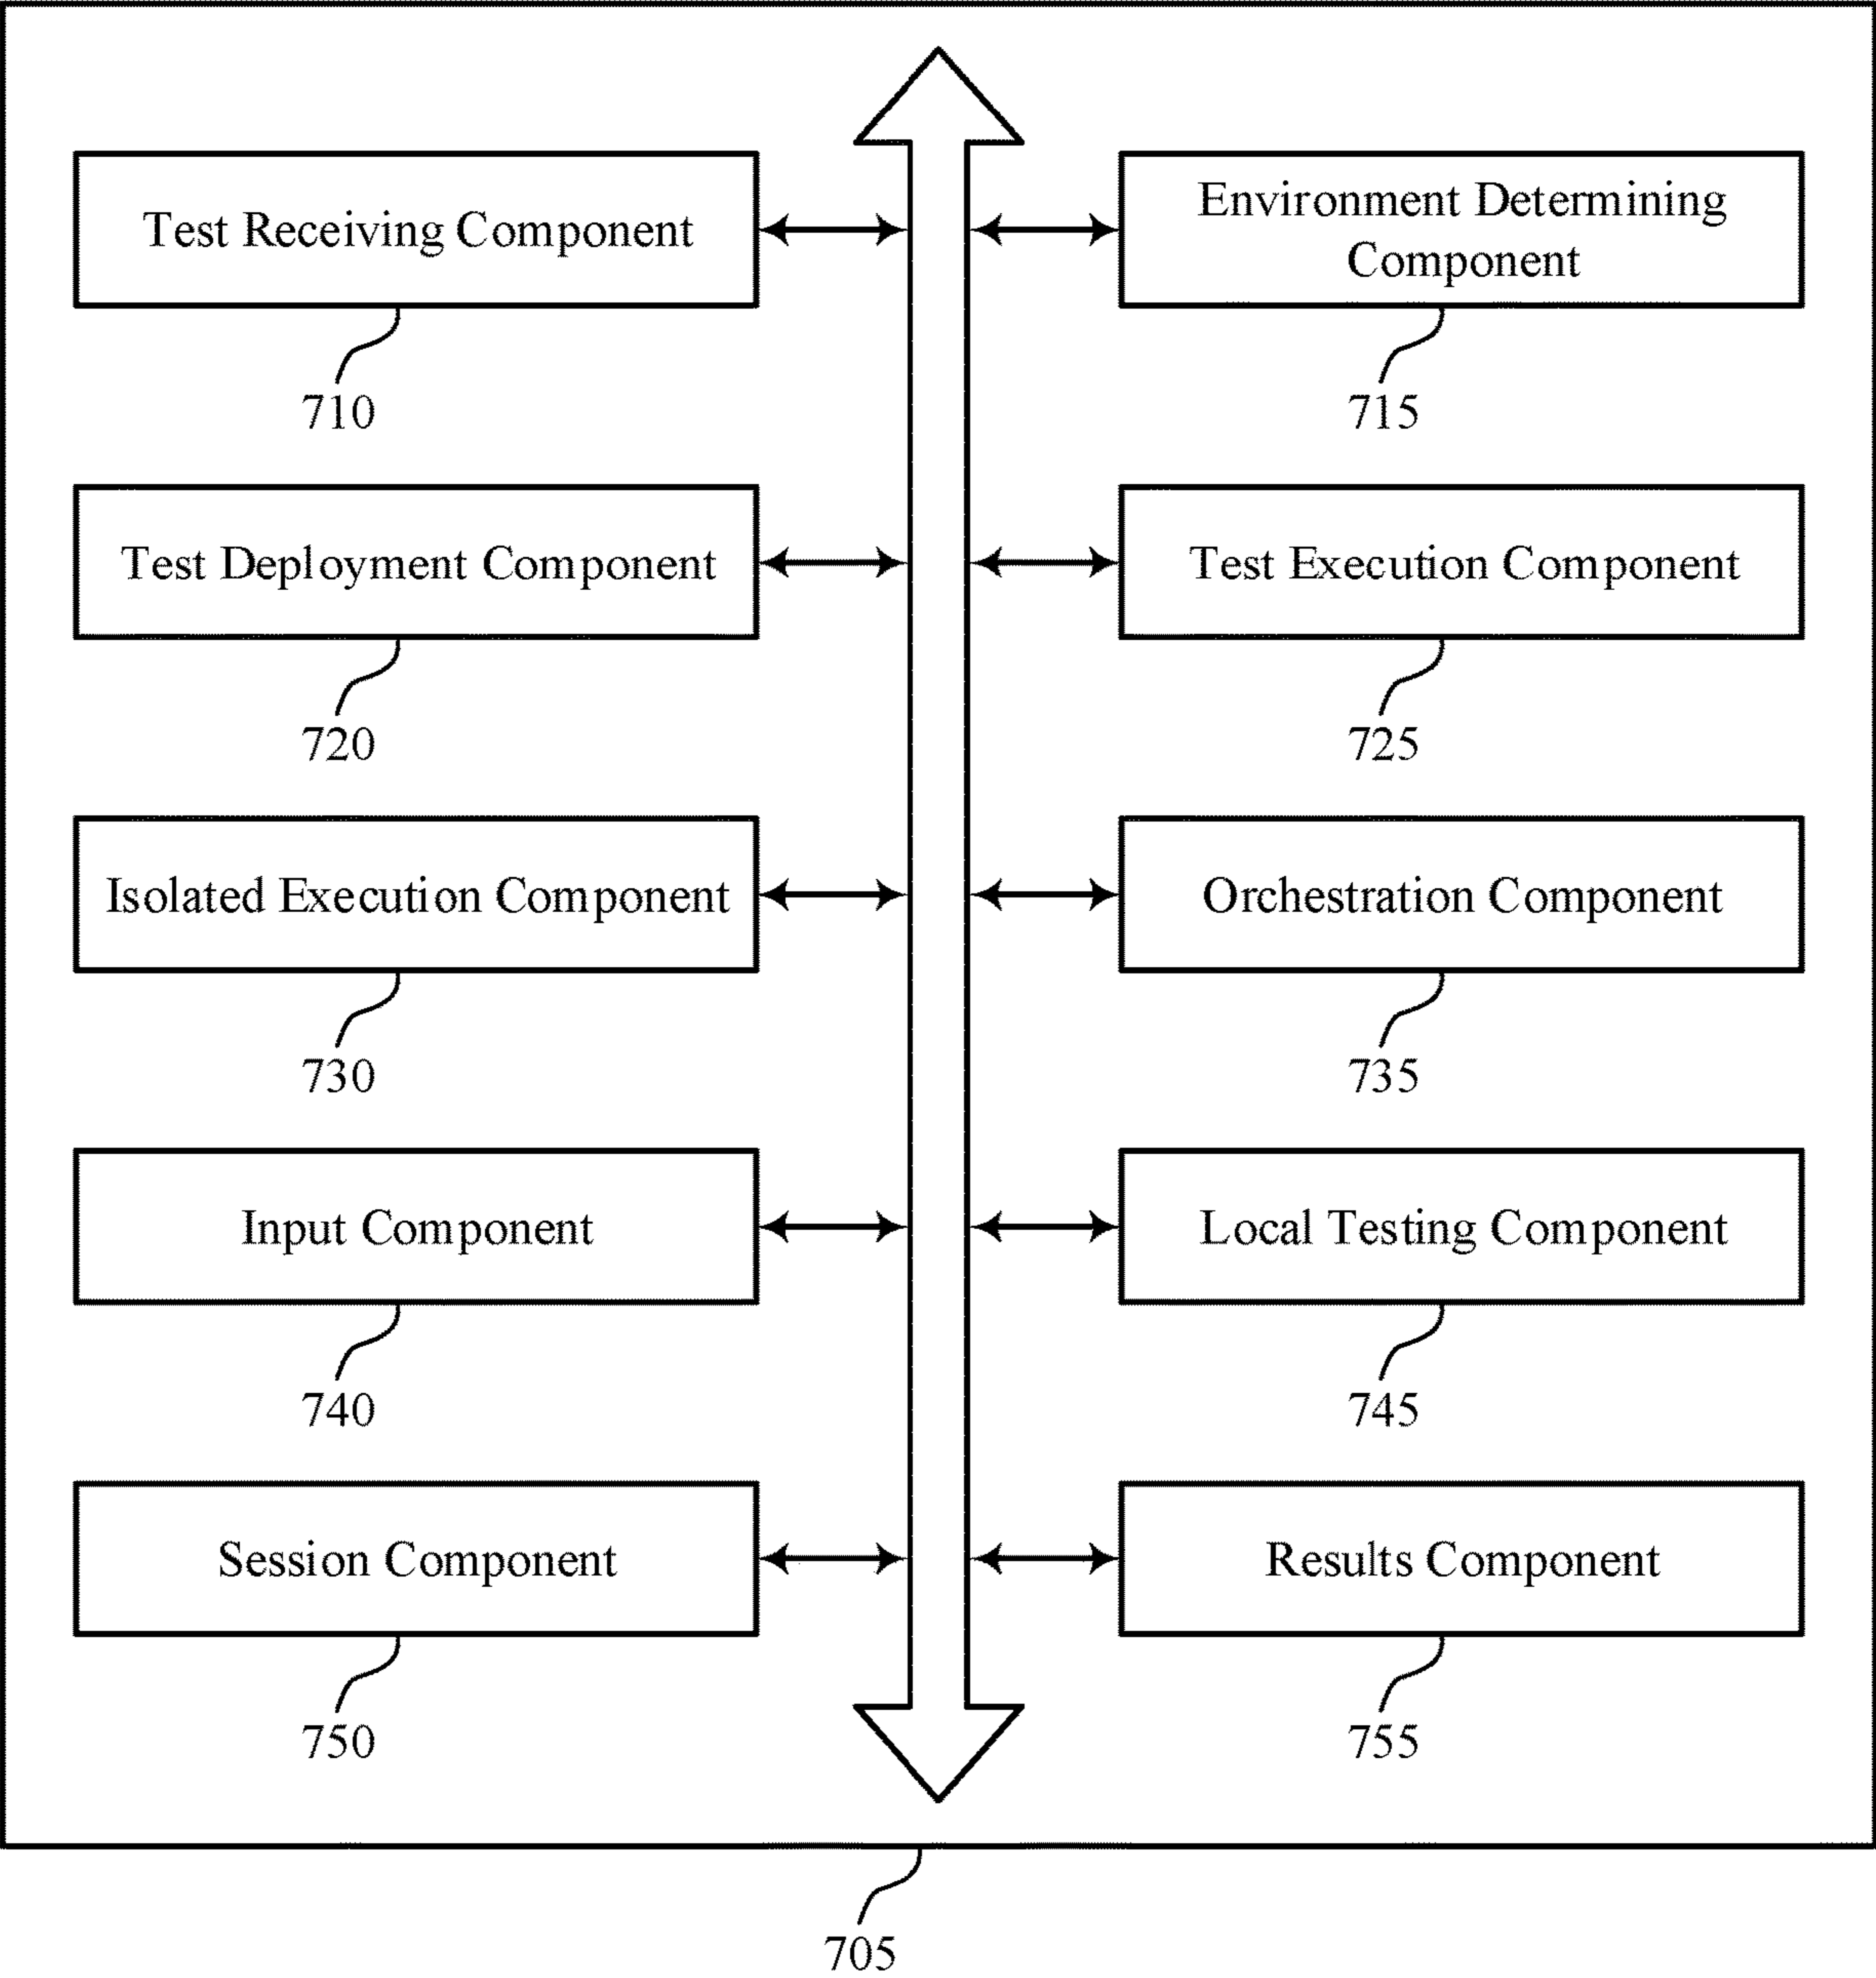 Test Receiving Component
Environment Determining
Component
710
715
Test Deployment Component
Test Execution Component
720
725
Isolated Execution Component
Orchestration Component
730
735
Input Component
Local Testing Component
740
745
Session Component
Results Component
750
755
705